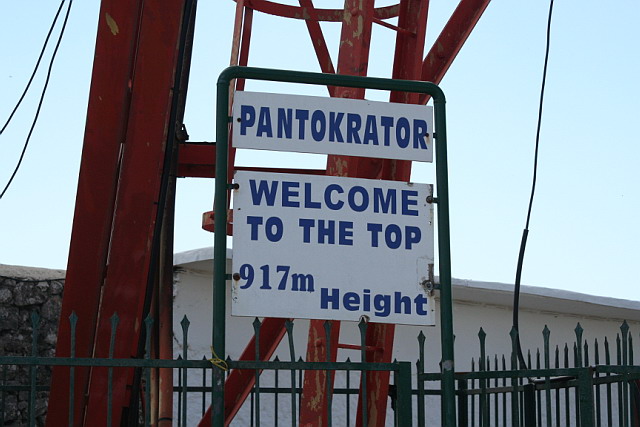 PANTOKRATOR
WELCOME
TO THE TOP
917m
Height